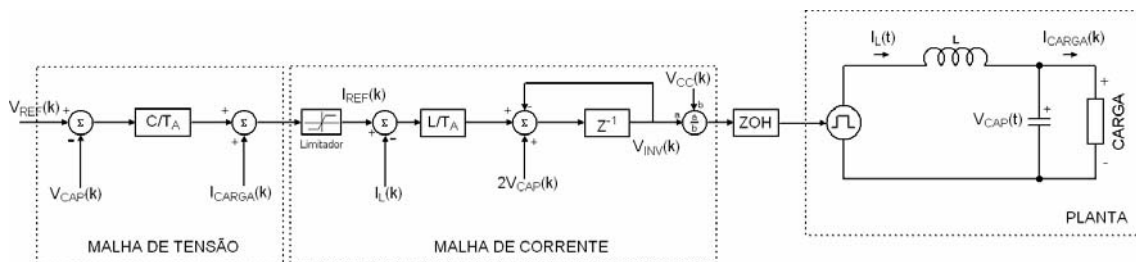 V_REF(k)
+
Σ
-
V_CAP(k)
C/T_A
+
Σ
+
I_CARGA(k)
MALHA DE TENSÃO
Limitador
I_REF(k)
+
Σ
-
I_L(k)
L/T_A
+
-
Σ
+
2V_CAP(k)
Z⁻¹
V_INV(k)
V_CC(k)
a
b
a/b
MALHA DE CORRENTE
ZOH
I_L(t)
L
I_CARGA(k)
V_CAP(t)
+
+
CARGA
-
PLANTA